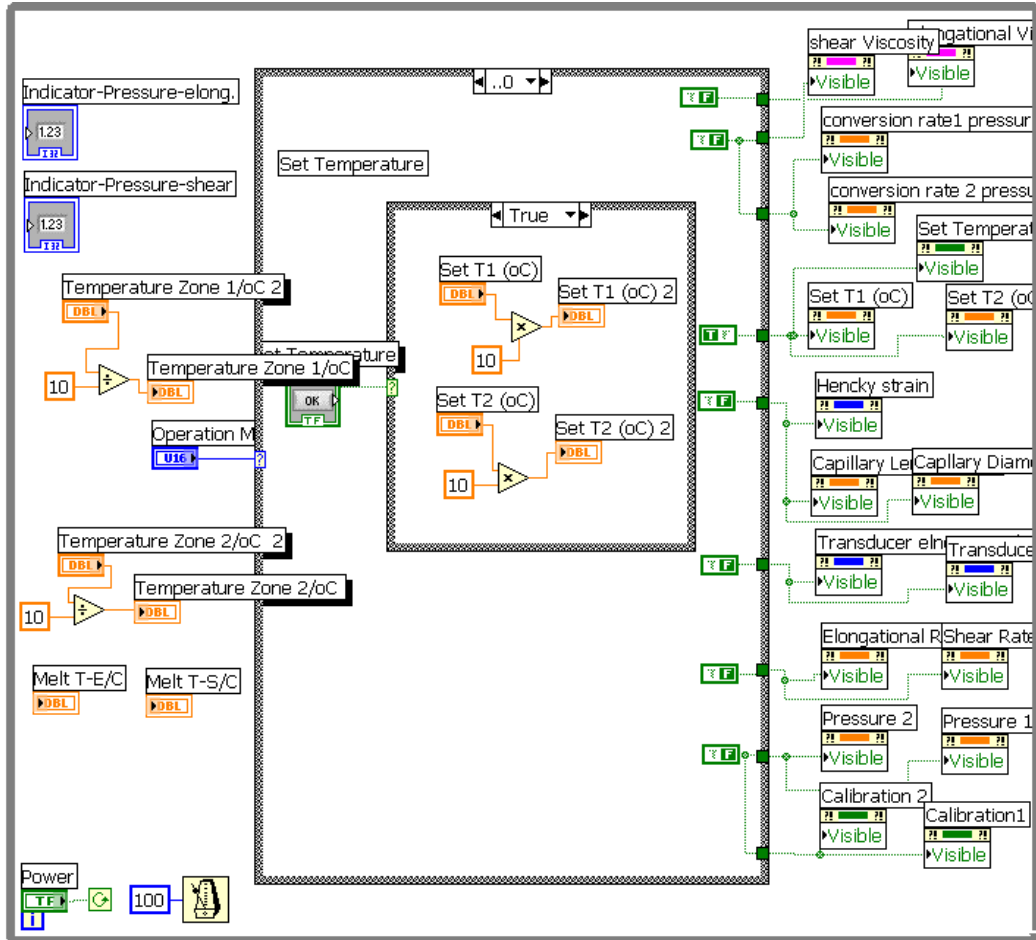 shear Viscosity
Visible
Visible
Indicator-Pressure-elong.
1.23
I32
..0
F
F
conversion rate1 pressur
Visible
Set Temperature
Indicator-Pressure-shear
1.23
I32
conversion rate 2 pressu
Visible
True
Set Temperat
Visible
Set T1 (oC)
DBL
Set T1 (oC) 2
DBL
×
10
Temperature Zone 1/oC 2
DBL
Set T1 (oC)
Visible
Set T2 (oC
Visible
T
÷
10
Temperature Zone 1/oC
DBL
et Temperature
?
OK
TF
Set T2 (oC)
DBL
Set T2 (oC) 2
DBL
×
10
F
Hencky strain
Visible
Operation M
U16
?
Capillary Le
Visible
Capllary Diam
Visible
Temperature Zone 2/oC 2
DBL
÷
10
Temperature Zone 2/oC
DBL
F
Transducer
Visible
Transduce
Visible
Elongational R
Visible
Shear Rate
Visible
F
Melt T-E/C
DBL
Melt T-S/C
DBL
Pressure 2
Visible
Pressure 1
Visible
F
Calibration 2
Visible
Calibration1
Visible
Power
TF
i
100